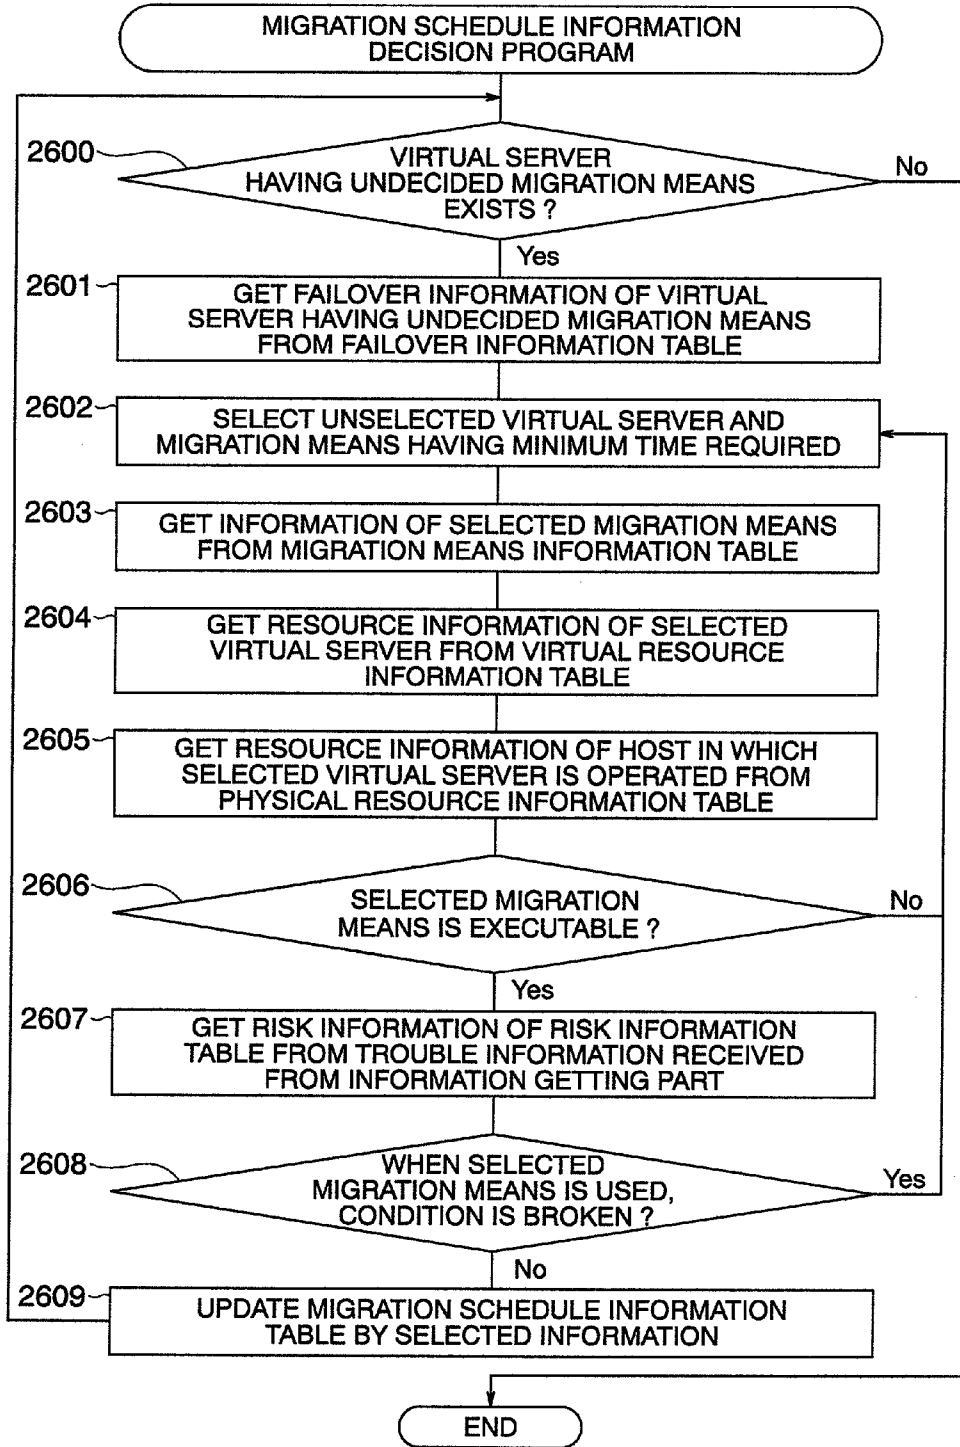 MIGRATION SCHEDULE INFORMATION
DECISION PROGRAM
2600
VIRTUAL SERVER
HAVING UNDECIDED MIGRATION MEANS
EXISTS ?
No
Yes
2601
GET FAILOVER INFORMATION OF VIRTUAL
SERVER HAVING UNDECIDED MIGRATION MEANS
FROM FAILOVER INFORMATION TABLE
2602
SELECT UNSELECTED VIRTUAL SERVER AND
MIGRATION MEANS HAVING MINIMUM TIME REQUIRED
2603
GET INFORMATION OF SELECTED MIGRATION MEANS
FROM MIGRATION MEANS INFORMATION TABLE
2604
GET RESOURCE INFORMATION OF SELECTED
VIRTUAL SERVER FROM VIRTUAL RESOURCE
INFORMATION TABLE
2605
GET RESOURCE INFORMATION OF HOST IN WHICH
SELECTED VIRTUAL SERVER IS OPERATED FROM
PHYSICAL RESOURCE INFORMATION TABLE
2606
SELECTED MIGRATION
MEANS IS EXECUTABLE ?
No
Yes
2607
GET RISK INFORMATION OF RISK INFORMATION
TABLE FROM TROUBLE INFORMATION RECEIVED
FROM INFORMATION GETTING PART
2608
WHEN SELECTED
MIGRATION MEANS IS USED,
CONDITION IS BROKEN ?
Yes
No
2609
UPDATE MIGRATION SCHEDULE INFORMATION
TABLE BY SELECTED INFORMATION
END